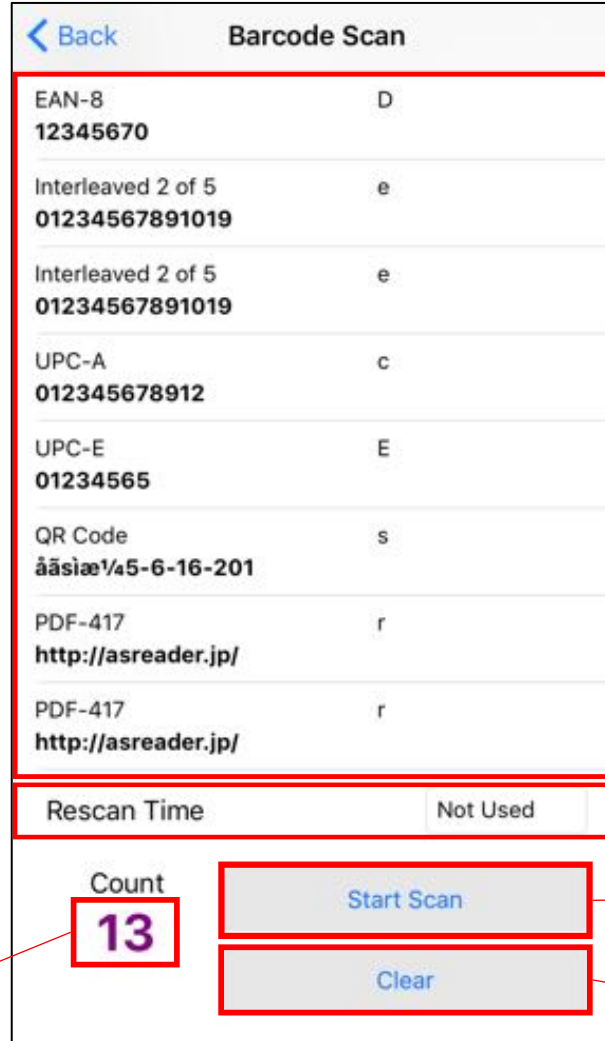 Back Barcode Scan
EAN-8 D
12345670
Interleaved 2 of 5 e
01234567891019
Interleaved 2 of 5 e
01234567891019
UPC-A c
012345678912
UPC-E E
01234565
QR Code s
åãsìæ¼5-6-16-201
PDF-417 r
http://asreader.jp/
PDF-417 r
http://asreader.jp/
Rescan Time Not Used
Count
13
Start Scan
Clear